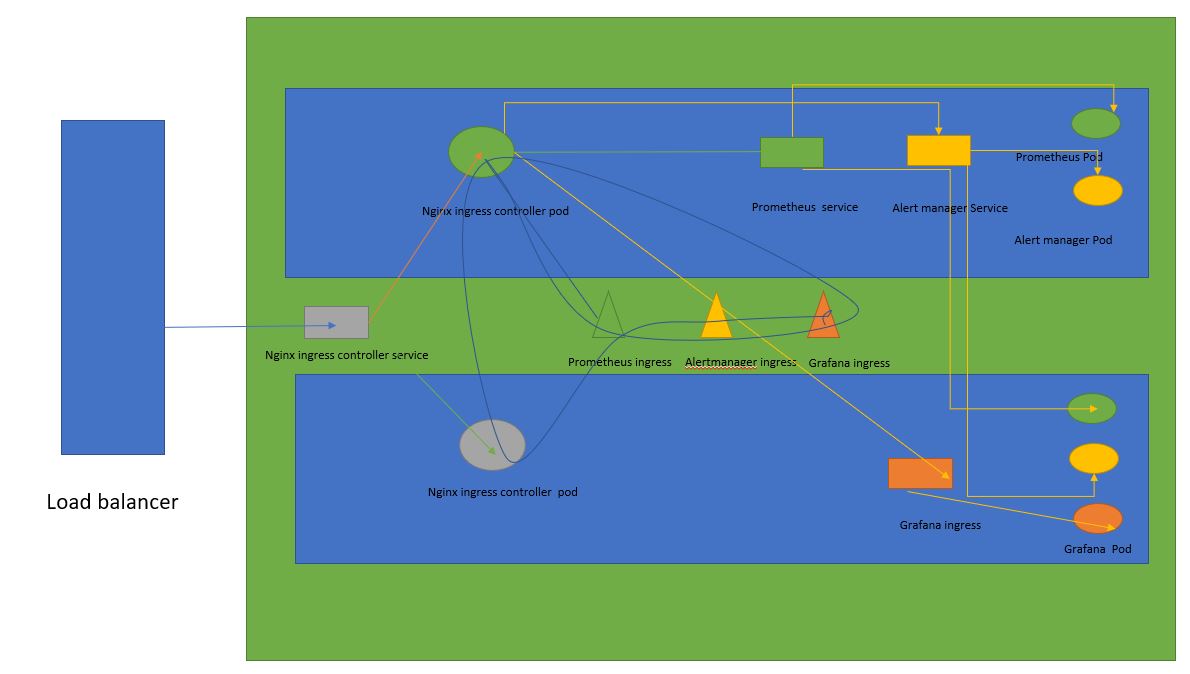 Prometheus Pod
Nginx ingress controller pod
Prometheus service
Alert manager Service
Alert manager Pod
Nginx ingress controller service
Prometheus ingress
Alertmanager ingress
Grafana ingress
Load balancer
Nginx ingress controller pod
Grafana ingress
Grafana Pod